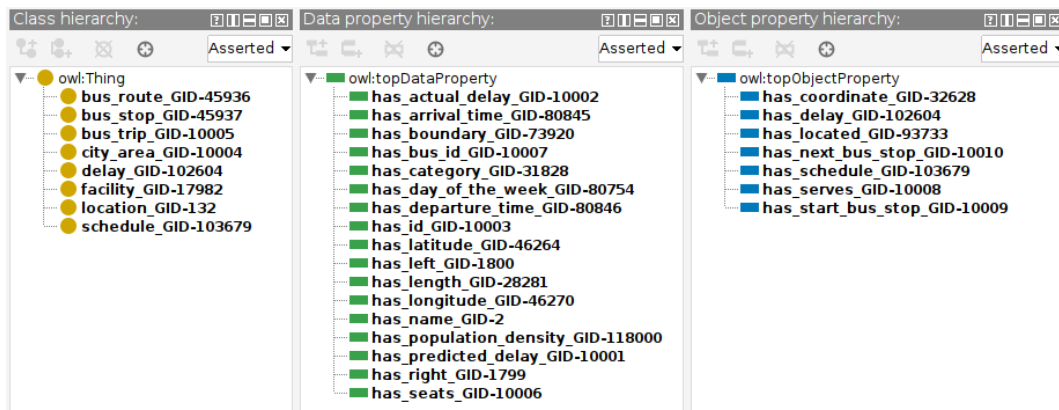 Class hierarchy:
Asserted
owl:Thing
bus_route_GID-45936
bus_stop_GID-45937
bus_trip_GID-10005
city_area_GID-10004
delay_GID-102604
facility_GID-17982
location_GID-132
schedule_GID-103679
Data property hierarchy:
Asserted
owl:topDataProperty
has_actual_delay_GID-10002
has_arrival_time_GID-80845
has_boundary_GID-73920
has_bus_id_GID-10007
has_category_GID-31828
has_day_of_the_week_GID-80754
has_departure_time_GID-80846
has_id_GID-10003
has_latitude_GID-46264
has_left_GID-1800
has_length_GID-28281
has_longitude_GID-46270
has_name_GID-2
has_population_density_GID-118000
has_predicted_delay_GID-10001
has_right_GID-1799
has_seats_GID-10006
Object property hierarchy:
Asserted
owl:topObjectProperty
has_coordinate_GID-32628
has_delay_GID-102604
has_located_GID-93733
has_next_bus_stop_GID-10010
has_schedule_GID-103679
has_serves_GID-10008
has_start_bus_stop_GID-10009